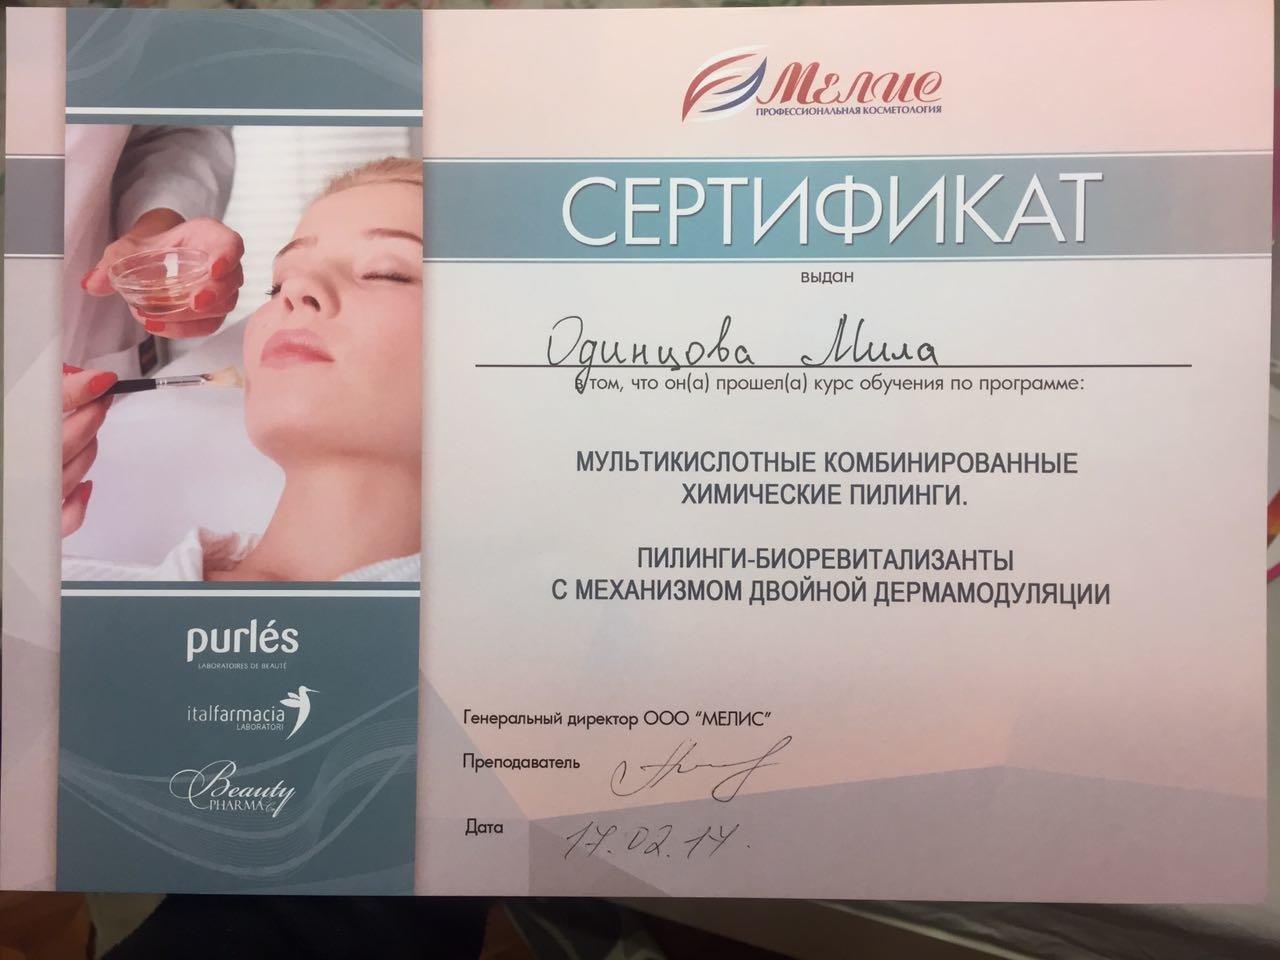 Мелис
ПРОФЕССИОНАЛЬНАЯ КОСМЕТОЛОГИЯ
СЕРТИФИКАТ
выдан
Одинцова Мила
в том, что он(а) прошел(а) курс обучения по программе:
МУЛЬТИКИСЛОТНЫЕ КОМБИНИРОВАННЫЕ
ХИМИЧЕСКИЕ ПИЛИНГИ.
ПИЛИНГИ-БИОРЕВИТАЛИЗАНТЫ
С МЕХАНИЗМОМ ДВОЙНОЙ ДЕРМАМОДУЛЯЦИИ
purlés
LABORATOIRES DE BEAUTÉ
italfarmacia
LABORATORI
Beauty
PHARMA Co
Генеральный директор ООО "МЕЛИС"
Преподаватель
Дата 17.02.17.